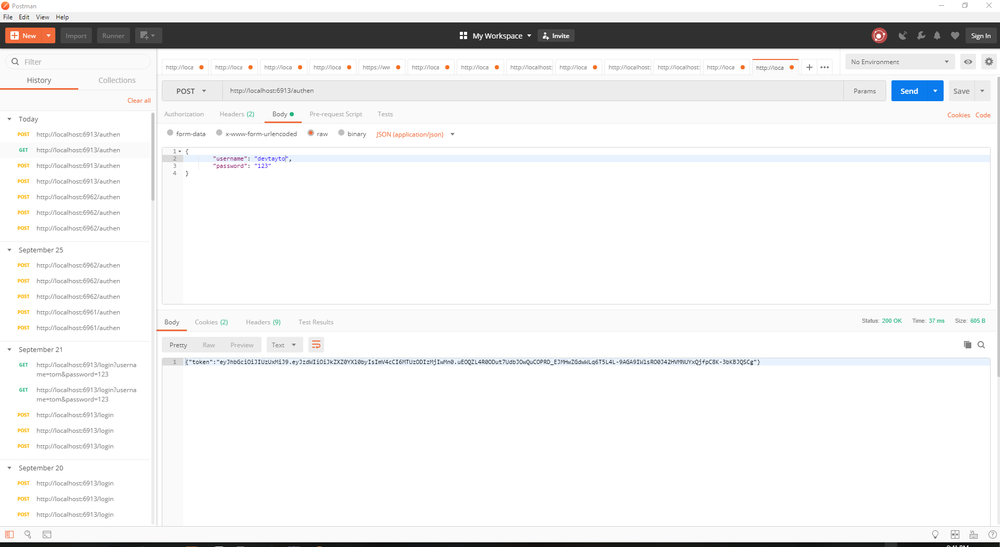 Postman
File Edit View Help
New Import Runner My Workspace Invite Sign In
Filter
History Collections
Clear all
Today
POST http://localhost:6913/authen
GET http://localhost:6913/authen
POST http://localhost:6913/authen
POST http://localhost:6913/authen
POST http://localhost:6962/authen
POST http://localhost:6962/authen
POST http://localhost:6962/authen
September 25
POST http://localhost:6962/authen
POST http://localhost:6962/authen
POST http://localhost:6962/authen
POST http://localhost:6961/authen
POST http://localhost:6961/authen
September 21
GET http://localhost:6913/login?userna
me=tom&password=123
GET http://localhost:6913/login?userna
me=tom&password=123
POST http://localhost:6913/login
POST http://localhost:6913/login
POST http://localhost:6913/login
September 20
POST http://localhost:6913/login
POST http://localhost:6913/login
POST http://localhost:6913/login
http://loca http://loca http://loca http://loca https://ww http://loca http://loca http://localhost: http://loca http://localhost: http://localhost: http://loca http://loca + •••
No Environment
POST http://localhost:6913/authen Params Send Save
Authorization Headers (2) Body Pre-request Script Tests Cookies Code
form-data x-www-form-urlencoded raw binary JSON (application/json)
1 {
2 "username": "devtayto",
3 "password": "123"
4 }
Body Cookies (2) Headers (9) Test Results Status: 200 OK Time: 37 ms Size: 605 B
Pretty Raw Preview Text
1 {"token":"eyJhbGciOiJIUzUxMiJ9.eyJzdWIiOiJkZXZ0YXl0byIsImV4cCI6MTUzODIzMjIwMn0.uEOQZL4R0ODut7UdbJOwQuCOPRD_EJMHwZGdwWLq6T5L4L-9AGA9IWlsRO0J42HVMNUYxQjfpC8K-3bKBJQSCg"}